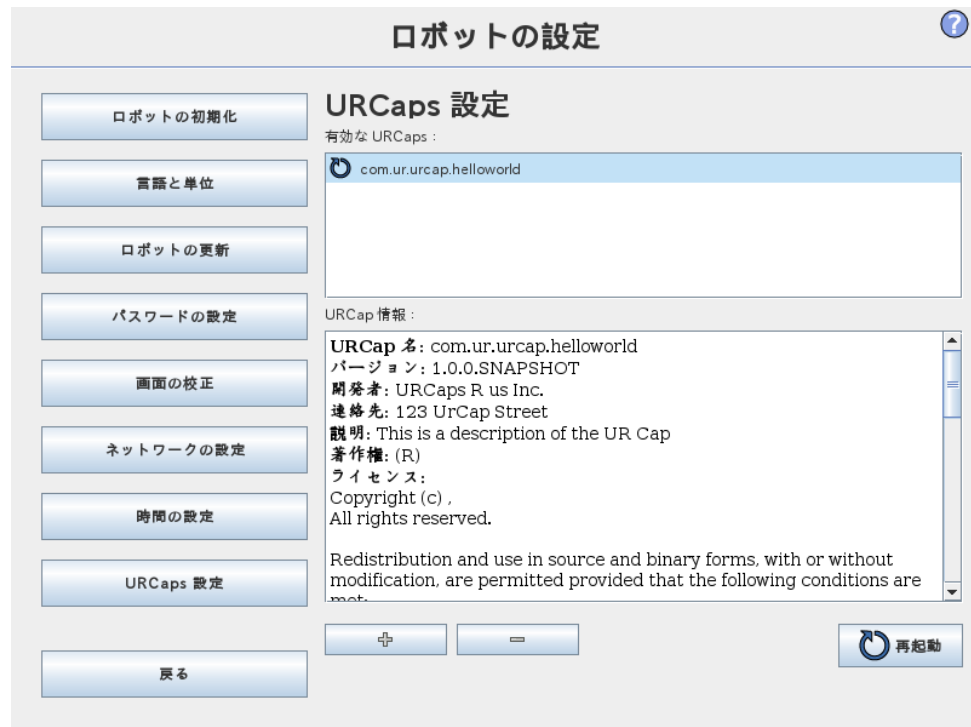 ロボットの設定
?
ロボットの初期化
言語と単位
ロボットの更新
パスワードの設定
画面の校正
ネットワークの設定
時間の設定
URCaps 設定
戻る
URCaps 設定
有効な URCaps :
com.ur.urcap.helloworld
URCap 情報 :
URCap 名: com.ur.urcap.helloworld
バージョン: 1.0.0.SNAPSHOT
開発者: URCaps R us Inc.
連絡先: 123 UrCap Street
説明: This is a description of the UR Cap
著作権: (R)
ライセンス:
Copyright (c) ,
All rights reserved.
Redistribution and use in source and binary forms, with or without
modification, are permitted provided that the following conditions are
met:
再起動